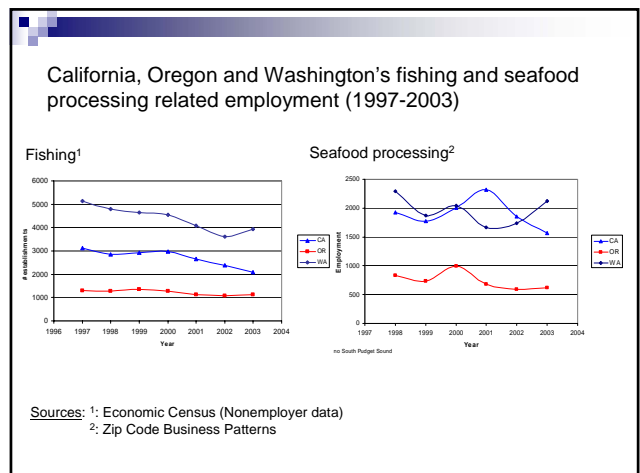 California, Oregon and Washington's fishing and seafood
processing related employment (1997-2003)
Fishing1
6000
5000
4000
3000
2000
1000
0
# establishments
1996 1997 1998 1999 2000 2001 2002 2003 2004
Year
CA
OR
WA
Seafood processing2
2500
2000
1500
1000
500
0
Employment
1997 1998 1999 2000 2001 2002 2003 2004
Year
no South Pudget Sound
CA
OR
WA
Sources: 1: Economic Census (Nonemployer data)
2: Zip Code Business Patterns